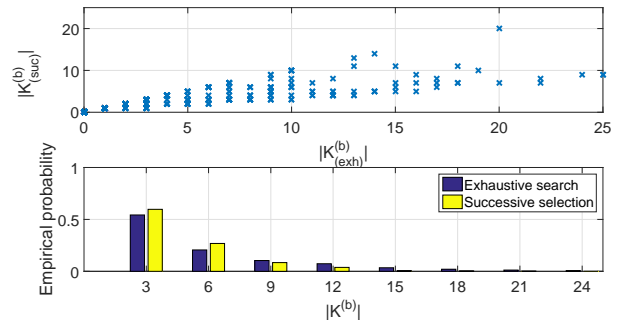 20
10
0
|K(suc)^(b)|
0 5 10 15 20 25
|K(exh)^(b)|
1
0.5
0
Empirical probability
Exhaustive search
Successive selection
3 6 9 12 15 18 21 24
|K^(b)|